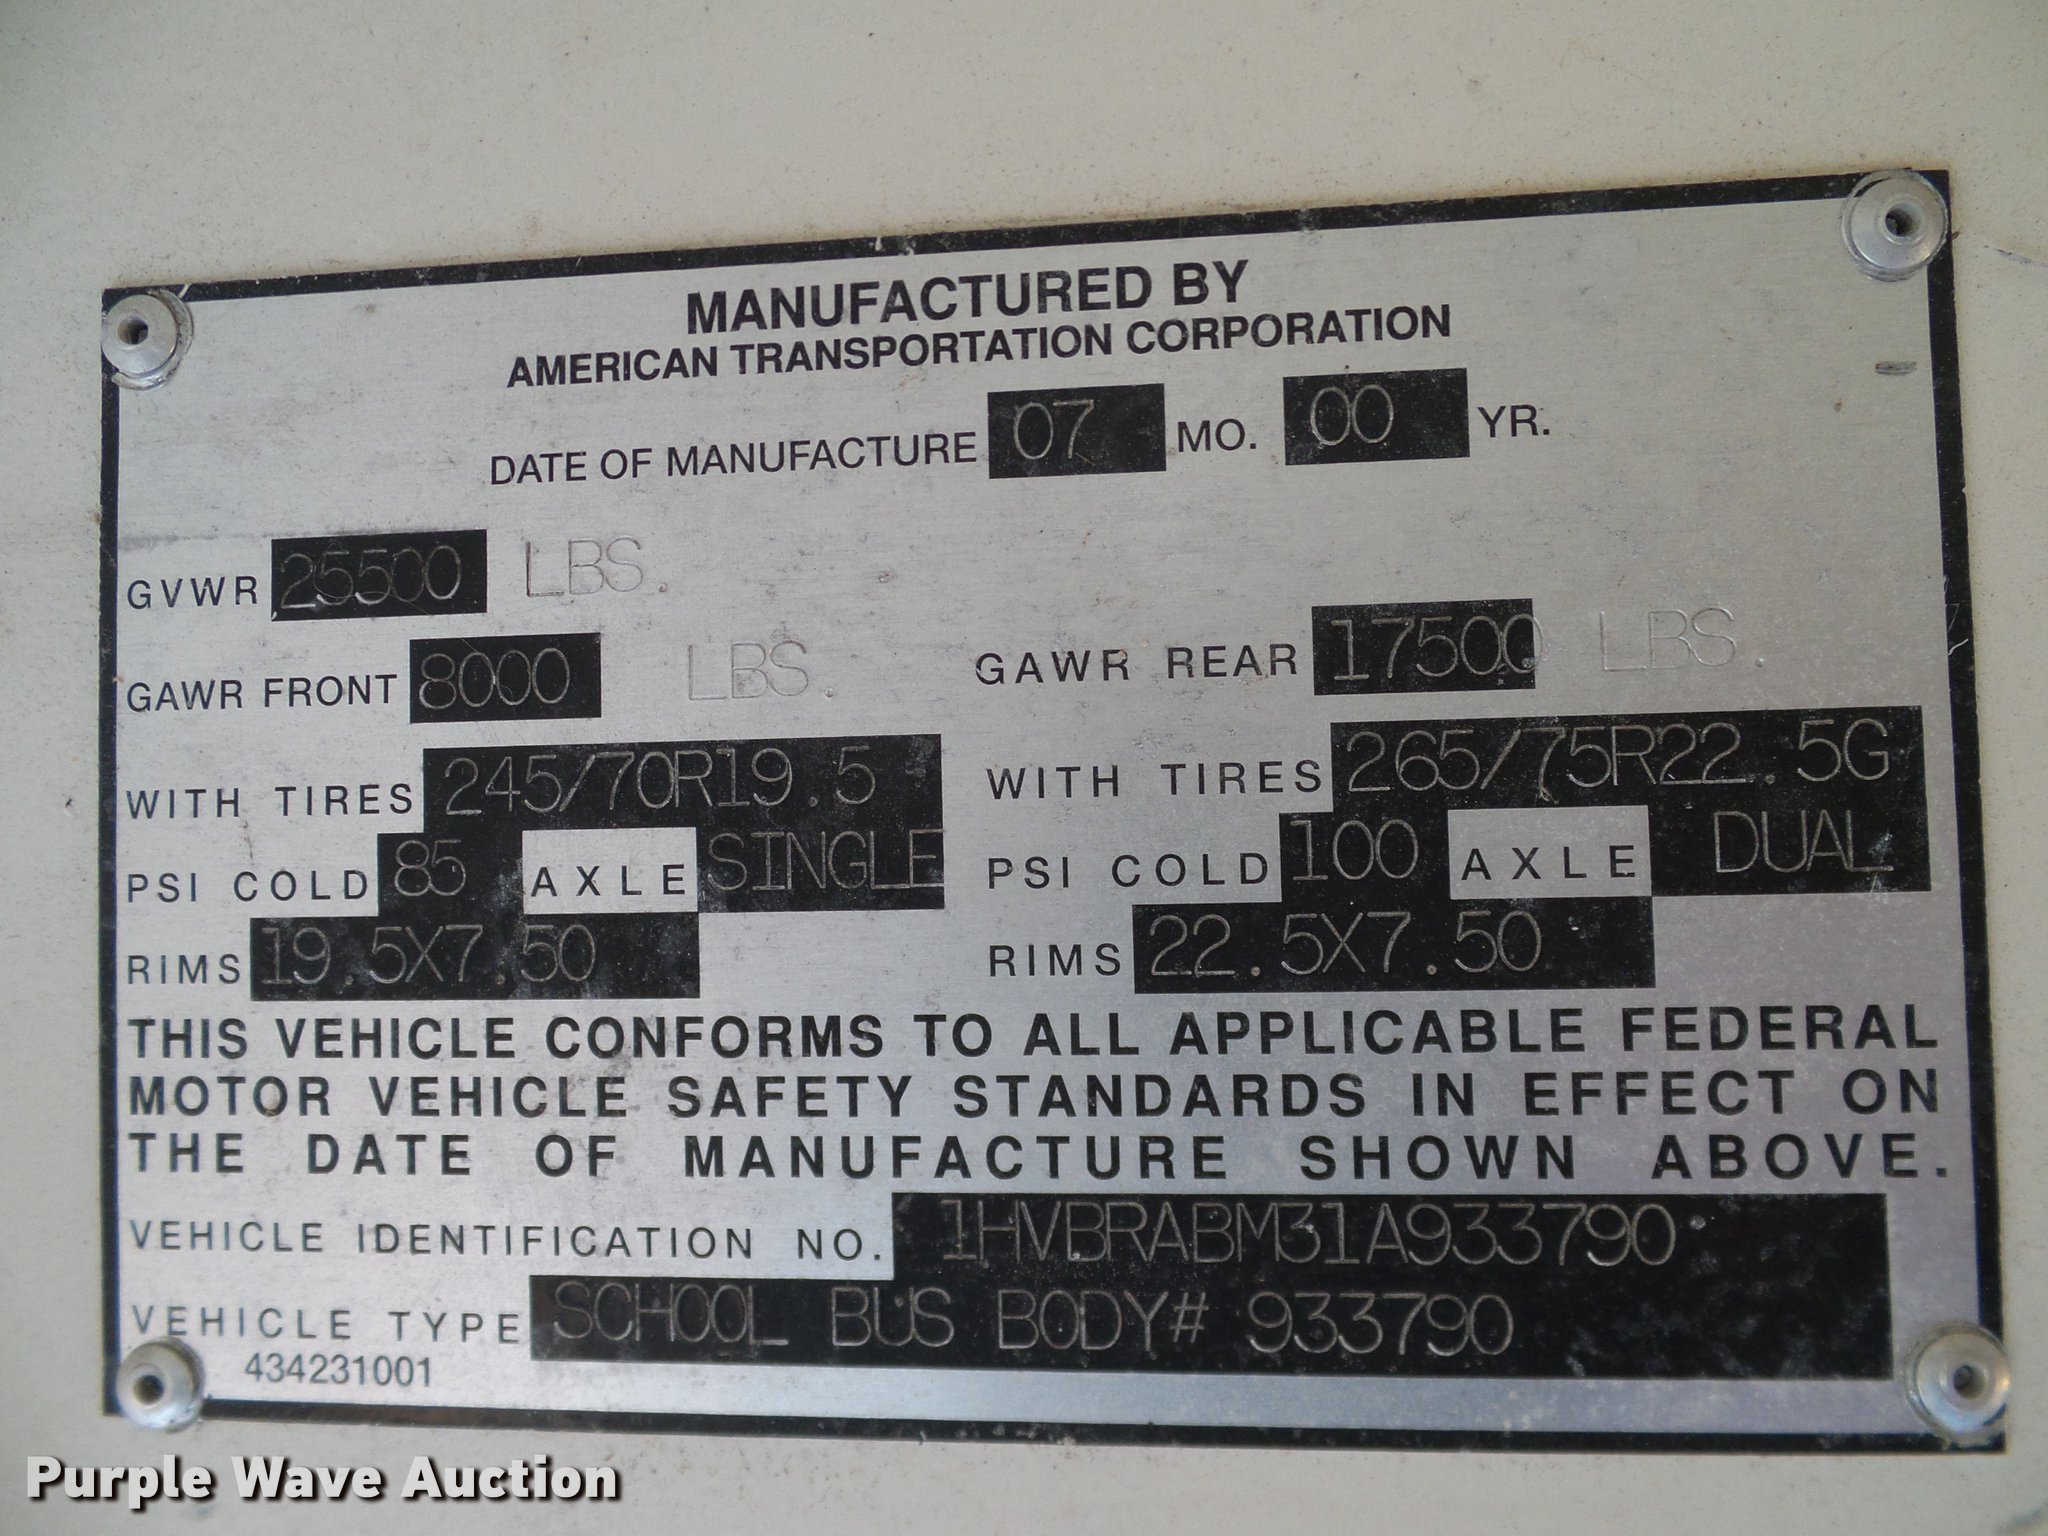 MANUFACTURED BY
AMERICAN TRANSPORTATION CORPORATION
DATE OF MANUFACTURE 07 MO. 00 YR.
GVWR 25500 LBS.
GAWR FRONT 8000 LBS. GAWR REAR 17500 LBS.
WITH TIRES 245/70R19.5 WITH TIRES 265/75R22.5G
PSI COLD 85 AXLE SINGLE PSI COLD 100 AXLE DUAL
RIMS 19.5X7.50 RIMS 22.5X7.50
THIS VEHICLE CONFORMS TO ALL APPLICABLE FEDERAL
MOTOR VEHICLE SAFETY STANDARDS IN EFFECT ON
THE DATE OF MANUFACTURE SHOWN ABOVE.
VEHICLE IDENTIFICATION NO. 1HVBRABM31A933790
VEHICLE TYPE SCHOOL BUS BODY# 933790
434231001
Purple Wave Auction